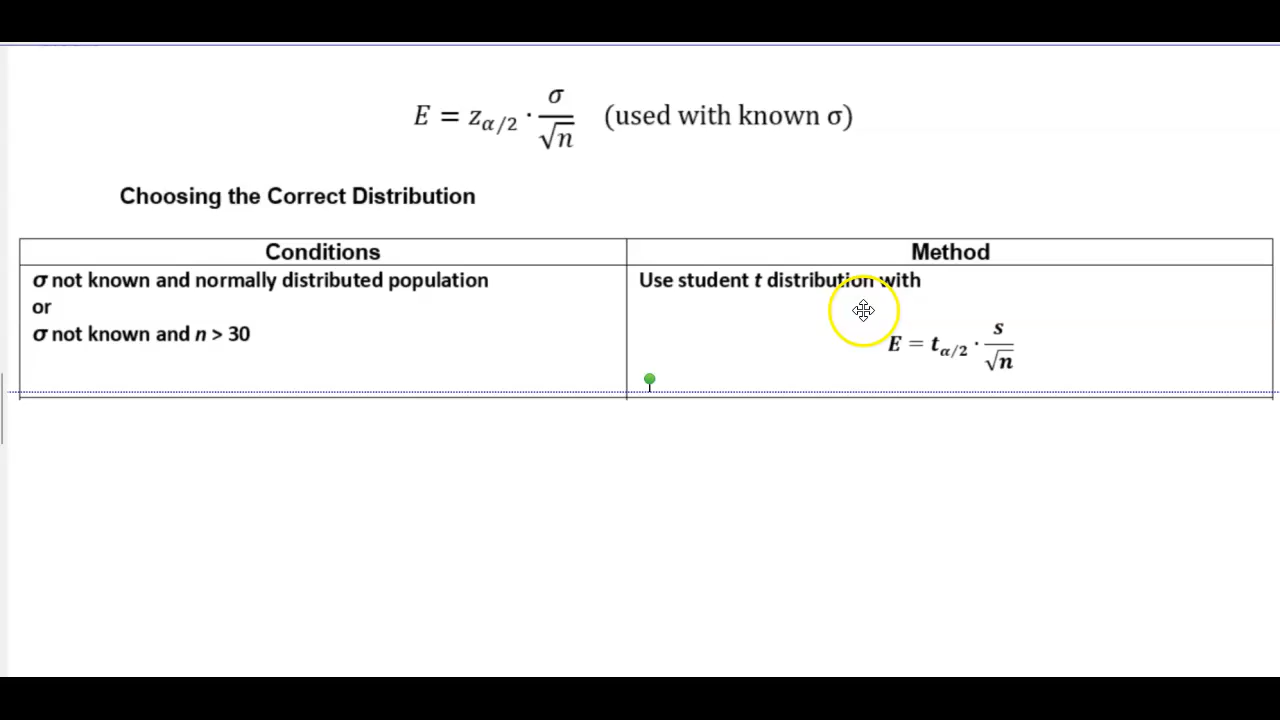 E = z_{α/2} · σ/√n (used with known σ)
Choosing the Correct Distribution
Conditions
Method
σ not known and normally distributed population
or
σ not known and n > 30
Use student t distribution with
E = t_{α/2} · s/√n